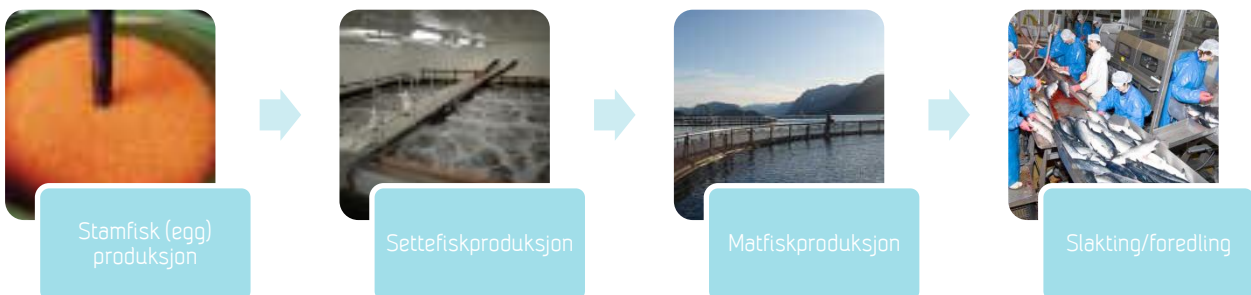 Stamfisk (egg)
produksjon
Settefiskproduksjon
Matfiskproduksjon
Slakting/foredling